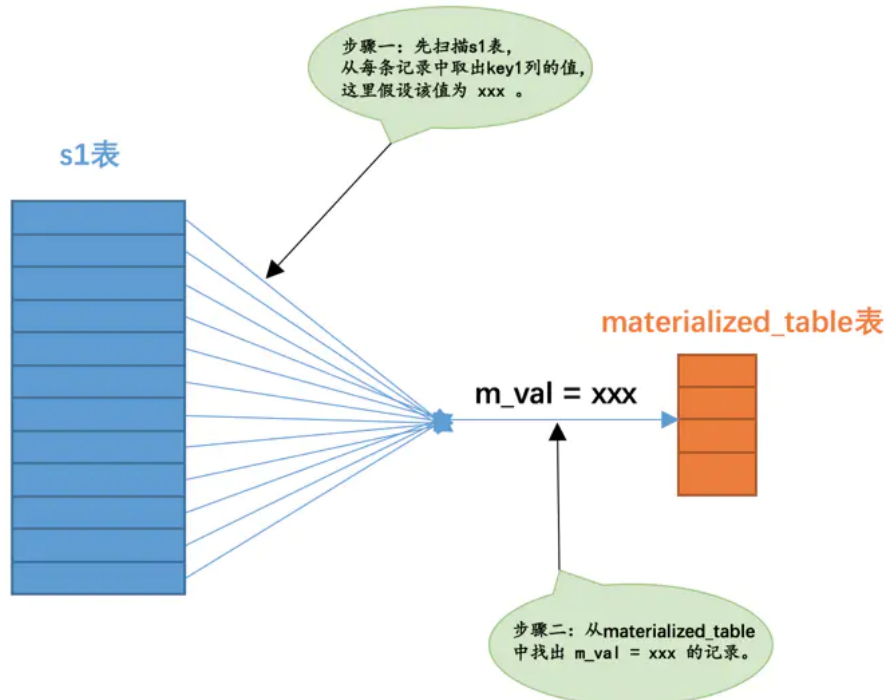 步骤一：先扫描s1表，
从每条记录中取出key1列的值，
这里假设该值为 xxx 。
s1表
materialized_table表
m_val = xxx
步骤二：从materialized_table
中找出 m_val = xxx 的记录。